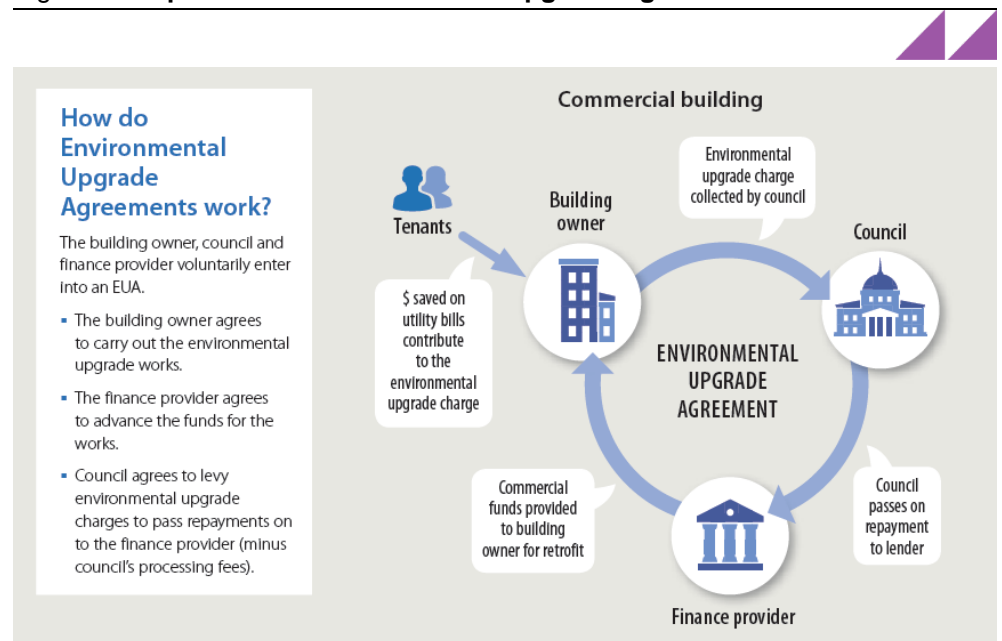 How do
Environmental
Upgrade
Agreements work?
The building owner, council and
finance provider voluntarily enter
into an EUA.
▪ The building owner agrees
to carry out the environmental
upgrade works.
▪ The finance provider agrees
to advance the funds for the
works.
▪ Council agrees to levy
environmental upgrade
charges to pass repayments on
to the finance provider (minus
council's processing fees).
Commercial building
Tenants
Building
owner
Environmental
upgrade charge
collected by council
Council
$ saved on
utility bills
contribute
to the
environmental
upgrade charge
ENVIRONMENTAL
UPGRADE
AGREEMENT
Commercial
funds provided
to building
owner for retrofit
Council
passes on
repayment
to lender
Finance provider